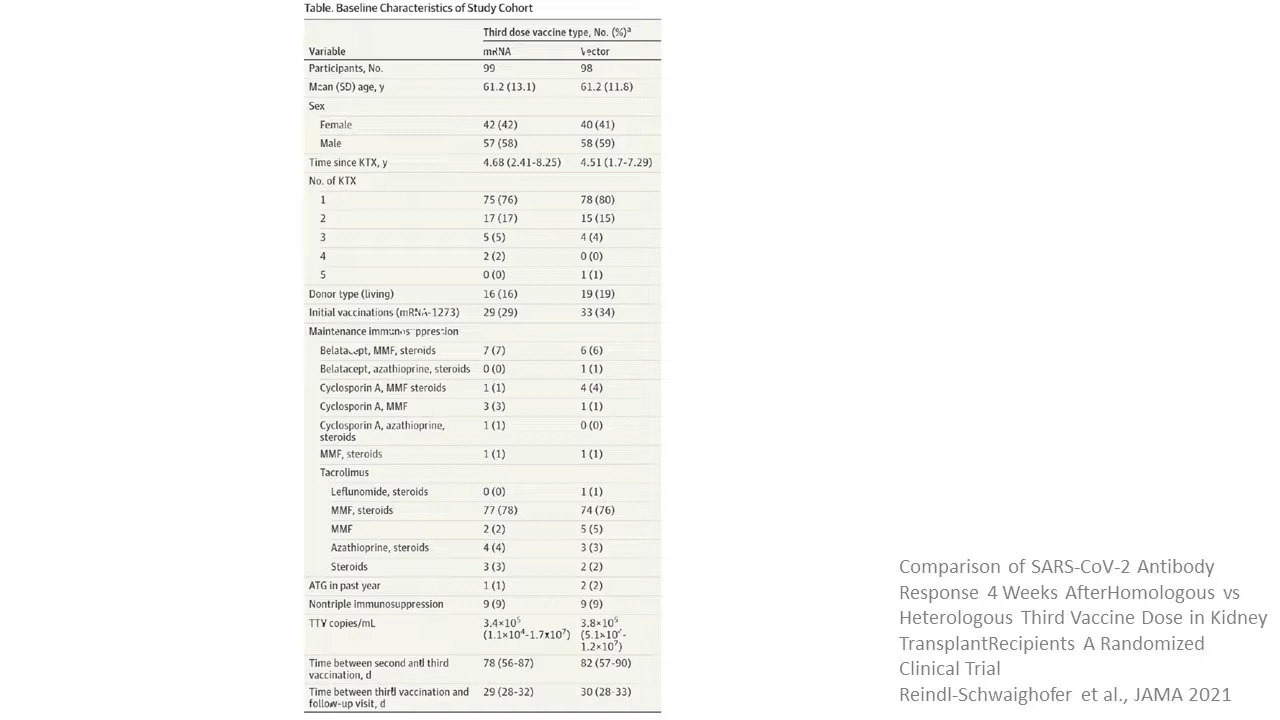 Table. Baseline Characteristics of Study Cohort
Third dose vaccine type, No. (%)a
Variable mRNA Vector
Participants, No. 99 98
Mean (SD) age, y 61.2 (13.1) 61.2 (11.8)
Sex
Female 42 (42) 40 (41)
Male 57 (58) 58 (59)
Time since KTX, y 4.68 (2.41-8.25) 4.51 (1.7-7.29)
No. of KTX
1 75 (76) 78 (80)
2 17 (17) 15 (15)
3 5 (5) 4 (4)
4 2 (2) 0 (0)
5 0 (0) 1 (1)
Donor type (living) 16 (16) 19 (19)
Initial vaccinations (mRNA-1273) 29 (29) 33 (34)
Maintenance immunosuppression
Belatacept, MMF, steroids 7 (7) 6 (6)
Belatacept, azathioprine, steroids 0 (0) 1 (1)
Cyclosporin A, MMF steroids 1 (1) 4 (4)
Cyclosporin A, MMF 3 (3) 1 (1)
Cyclosporin A, azathioprine, 1 (1) 0 (0)
steroids
MMF, steroids 1 (1) 1 (1)
Tacrolimus
Leflunomide, steroids 0 (0) 1 (1)
MMF, steroids 77 (78) 74 (76)
MMF 2 (2) 5 (5)
Azathioprine, steroids 4 (4) 3 (3)
Steroids 3 (3) 2 (2)
ATG in past year 1 (1) 2 (2)
Nontriple immunosuppression 9 (9) 9 (9)
TTV copies/mL 3.4×10⁵ 3.8×10⁵
(1.1×10⁴-1.7×10⁷)
1.2×10⁷)
Time between second and third 78 (56-87) 82 (57-90)
vaccination, d
Time between third vaccination and 29 (28-32) 30 (28-33)
follow-up visit, d
Comparison of SARS-CoV-2 Antibody
Response 4 Weeks AfterHomologous vs
Heterologous Third Vaccine Dose in Kidney
TransplantRecipients A Randomized
Clinical Trial
Reindl-Schwaighofer et al., JAMA 2021